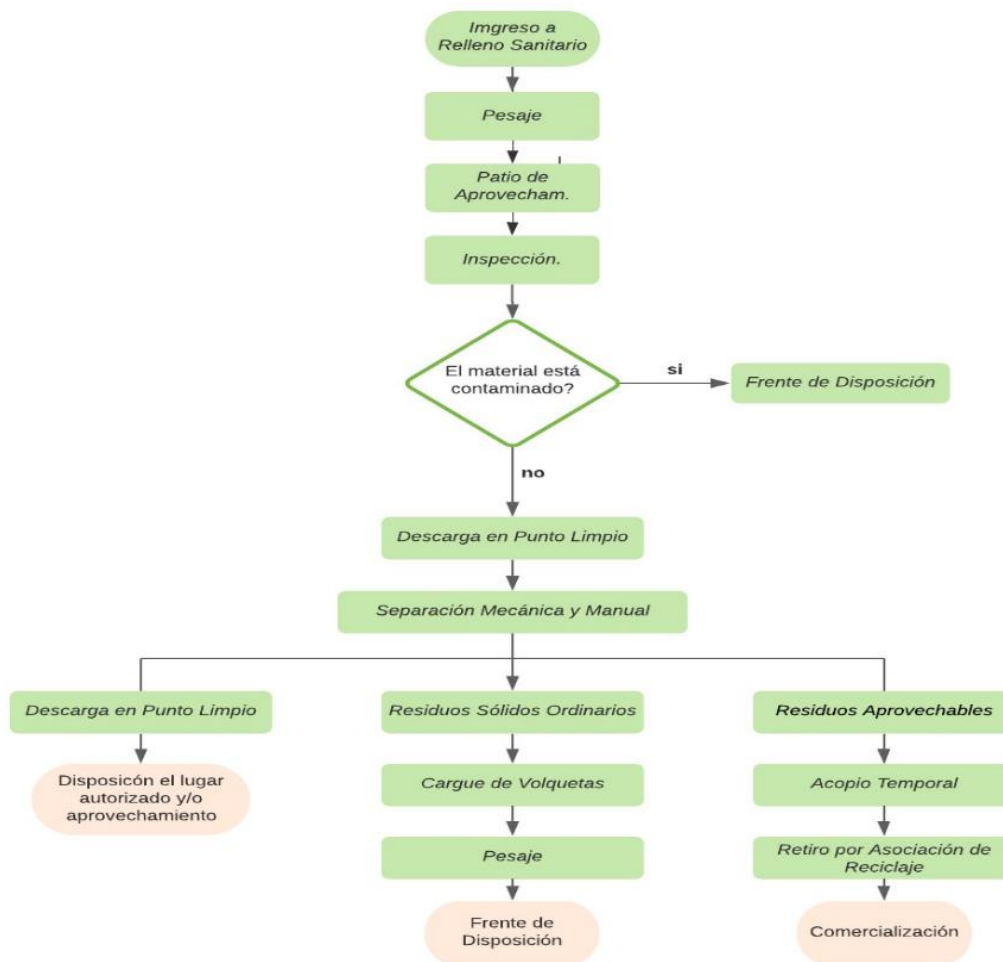 Imgreso a
Relleno Sanitario
Pesaje
Patio de
Aprovecham.
Inspección.
El material está
contaminado?
si
Frente de Disposición
no
Descarga en Punto Limpio
Separación Mecánica y Manual
Descarga en Punto Limpio
Residuos Sólidos Ordinarios
Residuos Aprovechables
Disposicón el lugar
autorizado y/o
aprovechamiento
Cargue de Volquetas
Acopio Temporal
Pesaje
Retiro por Asociación de
Reciclaje
Frente de
Disposición
Comercialización